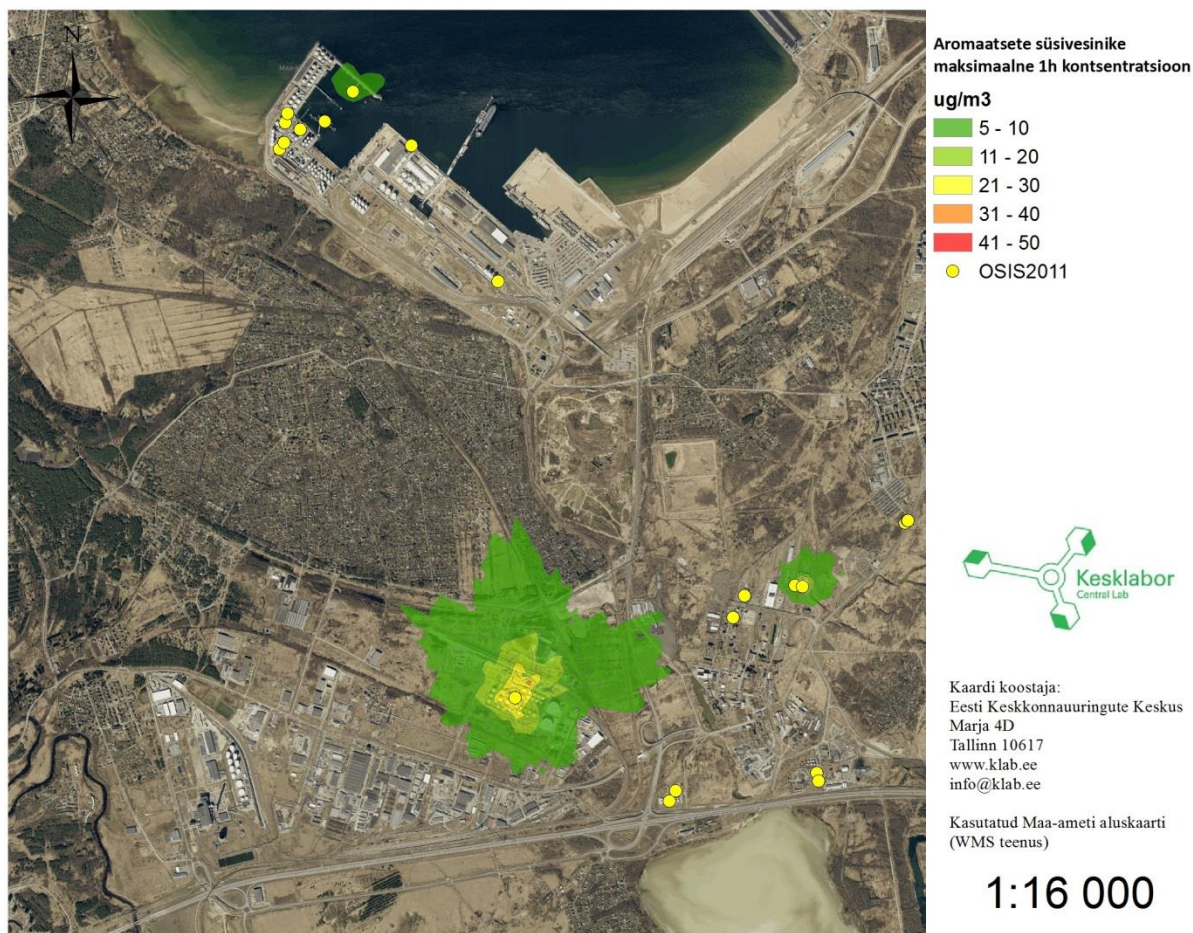 N
Aromaatsete süsivesinike
maksimaalne 1h kontsentratsioon
ug/m3
5 - 10
11 - 20
21 - 30
31 - 40
41 - 50
OSIS2011
Kesklabor
Central Lab
Kaardi koostaja:
Eesti Keskkonnauuringute Keskus
Marja 4D
Tallinn 10617
www.klab.ee
info@klab.ee
Kasutatud Maa-ameti aluskaarti
(WMS teenus)
1:16 000